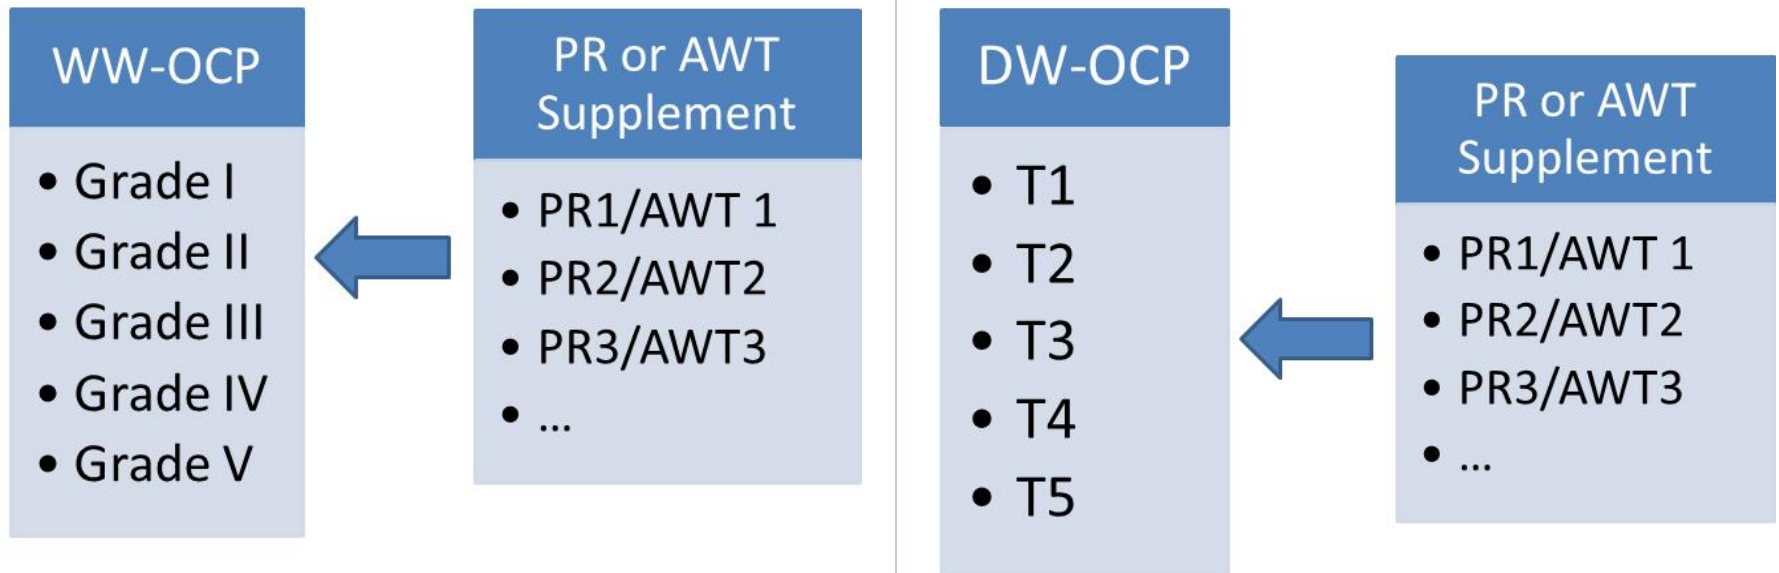 WW-OCP
• Grade I
• Grade II
• Grade III
• Grade IV
• Grade V
PR or AWT
Supplement
• PR1/AWT 1
• PR2/AWT2
• PR3/AWT3
• ...
DW-OCP
• T1
• T2
• T3
• T4
• T5
PR or AWT
Supplement
• PR1/AWT 1
• PR2/AWT2
• PR3/AWT3
• ...